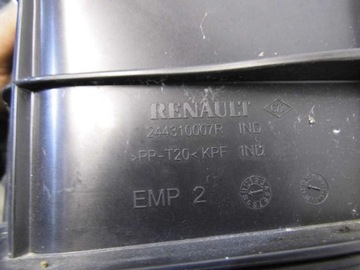 RENAULT
244310007R IND
>PP-T20< KPF IND
EMP 2